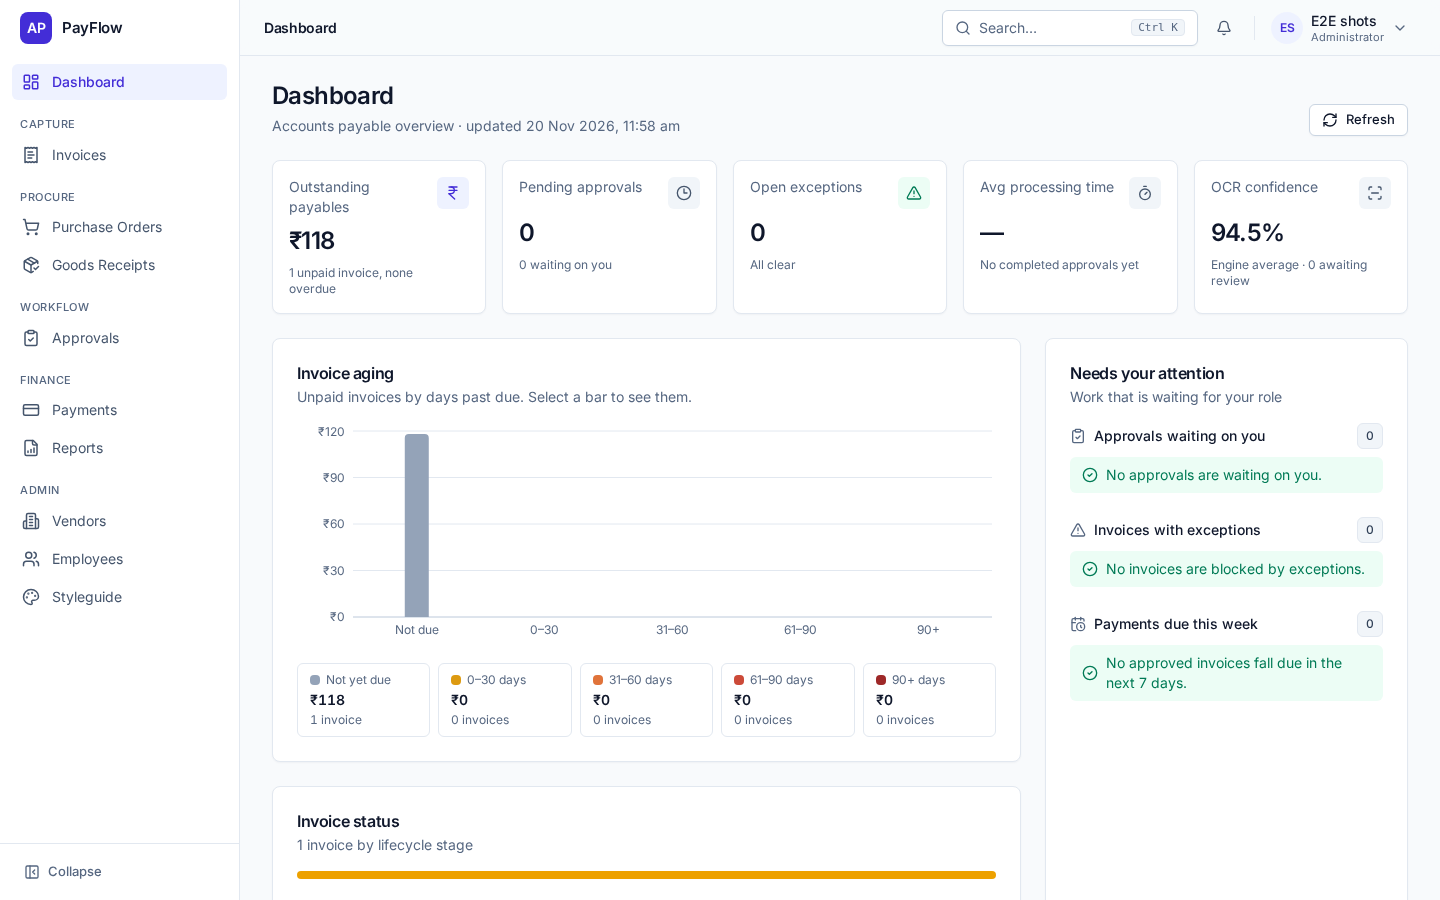 AP PayFlow
Dashboard
CAPTURE
Invoices
PROCURE
Purchase Orders
Goods Receipts
WORKFLOW
Approvals
FINANCE
Payments
Reports
ADMIN
Vendors
Employees
Styleguide
Collapse
Dashboard
Search...
Ctrl K
ES
E2E shots
Administrator
Dashboard
Accounts payable overview · updated 20 Nov 2026, 11:58 am
Refresh
Outstanding
payables
₹118
1 unpaid invoice, none
overdue
Pending approvals
0
0 waiting on you
Open exceptions
0
All clear
Avg processing time
—
No completed approvals yet
OCR confidence
94.5%
Engine average · 0 awaiting
review
Invoice aging
Unpaid invoices by days past due. Select a bar to see them.
₹120
₹90
₹60
₹30
₹0
Not due
0–30
31–60
61–90
90+
Not yet due
₹118
1 invoice
0–30 days
₹0
0 invoices
31–60 days
₹0
0 invoices
61–90 days
₹0
0 invoices
90+ days
₹0
0 invoices
Invoice status
1 invoice by lifecycle stage
Needs your attention
Work that is waiting for your role
Approvals waiting on you
0
No approvals are waiting on you.
Invoices with exceptions
0
No invoices are blocked by exceptions.
Payments due this week
0
No approved invoices fall due in the
next 7 days.